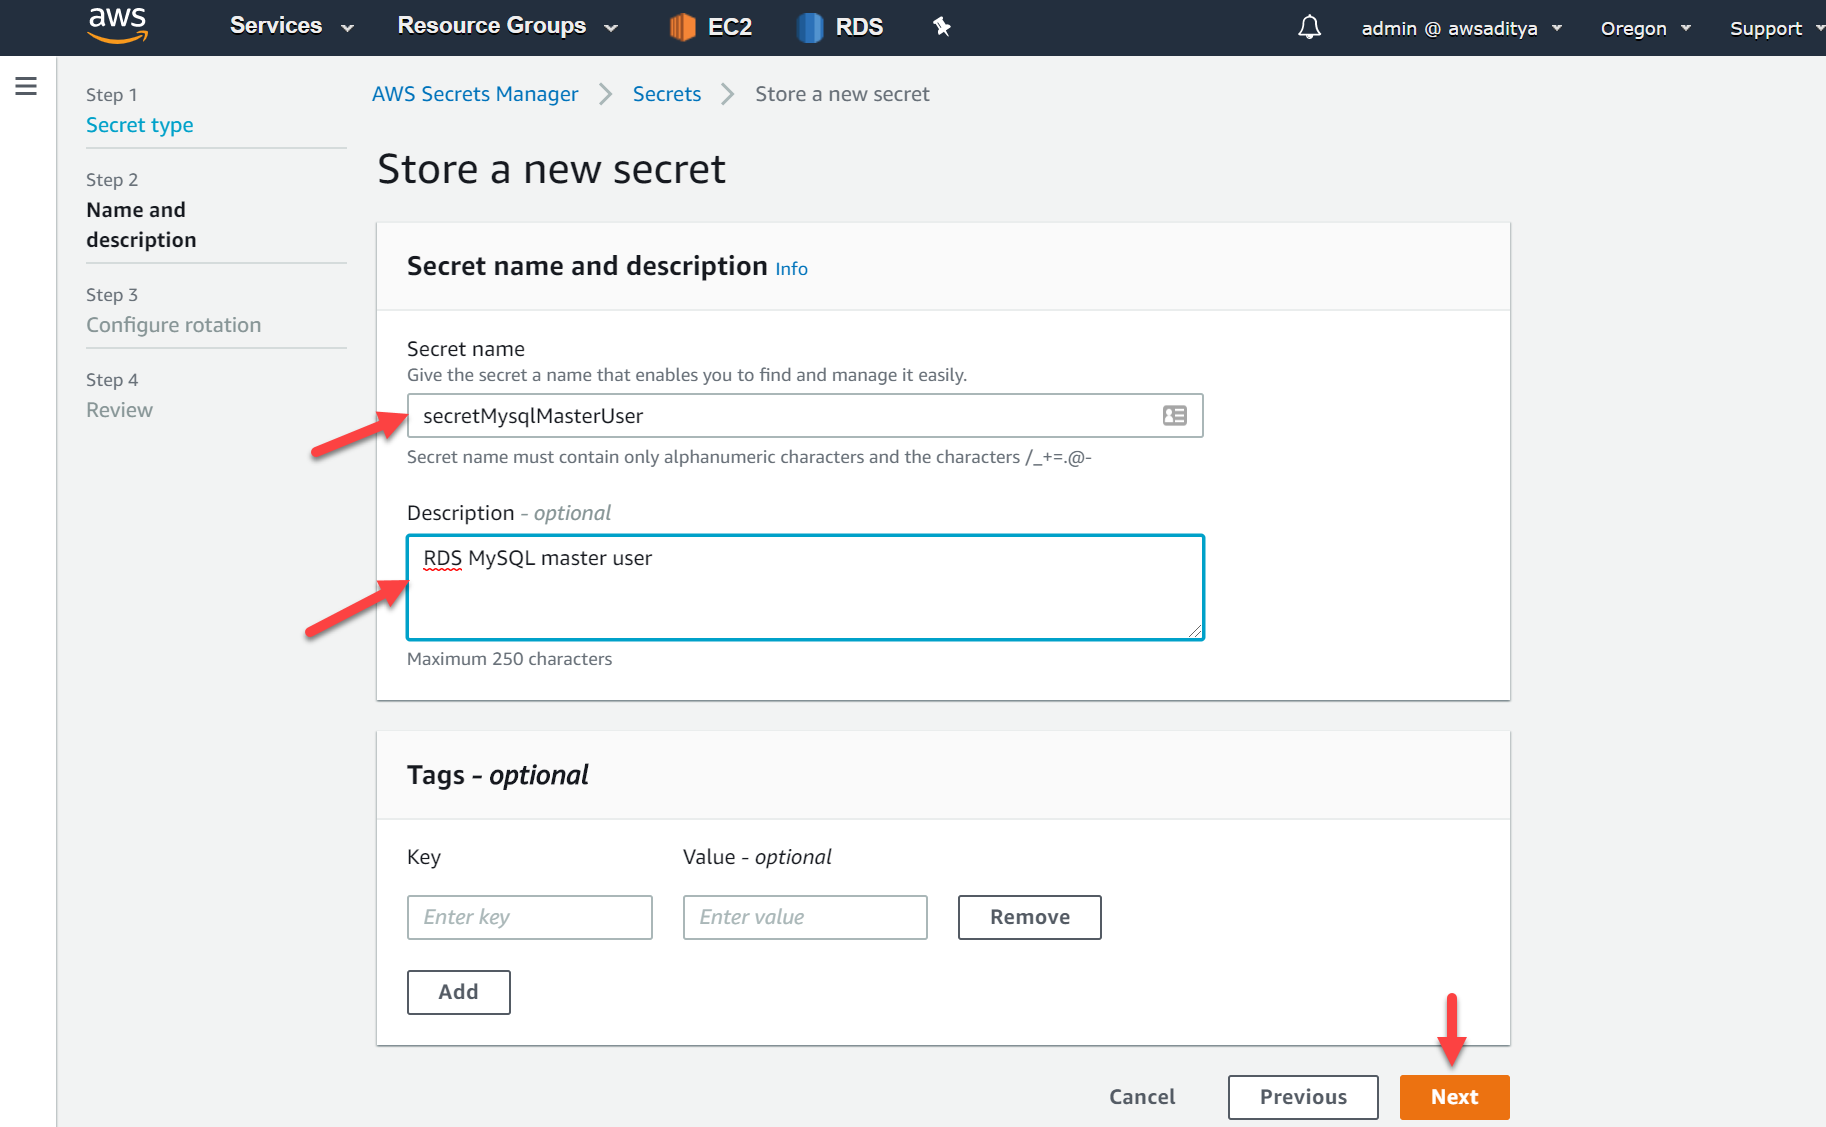 aws Services Resource Groups EC2 RDS admin @ awsaditya Oregon Support
Step 1
Secret type
Step 2
Name and
description
Step 3
Configure rotation
Step 4
Review
AWS Secrets Manager Secrets Store a new secret
Store a new secret
Secret name and description Info
Secret name
Give the secret a name that enables you to find and manage it easily.
secretMysqlMasterUser
Secret name must contain only alphanumeric characters and the characters /_+=.@-
Description - optional
RDS MySQL master user
Maximum 250 characters
Tags - optional
Key Value - optional
Enter key Enter value Remove
Add
Cancel Previous Next